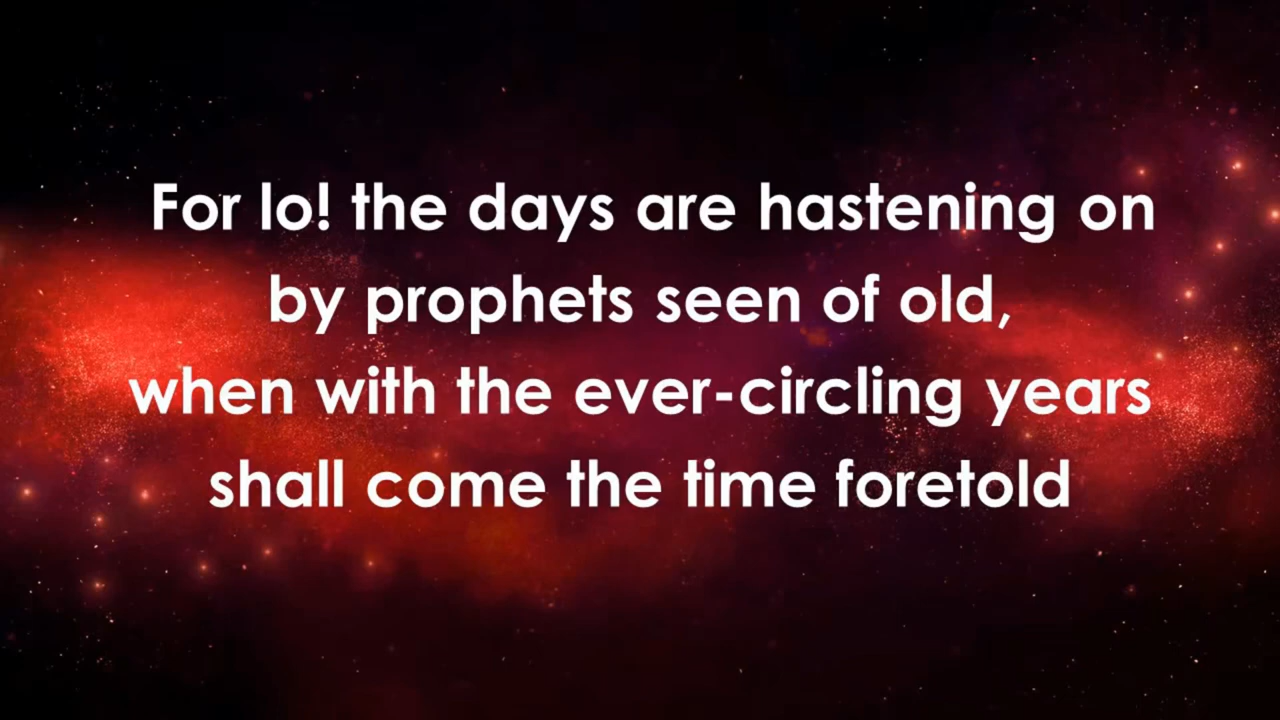 For lo! the days are hastening on
by prophets seen of old,
when with the ever-circling years
shall come the time foretold